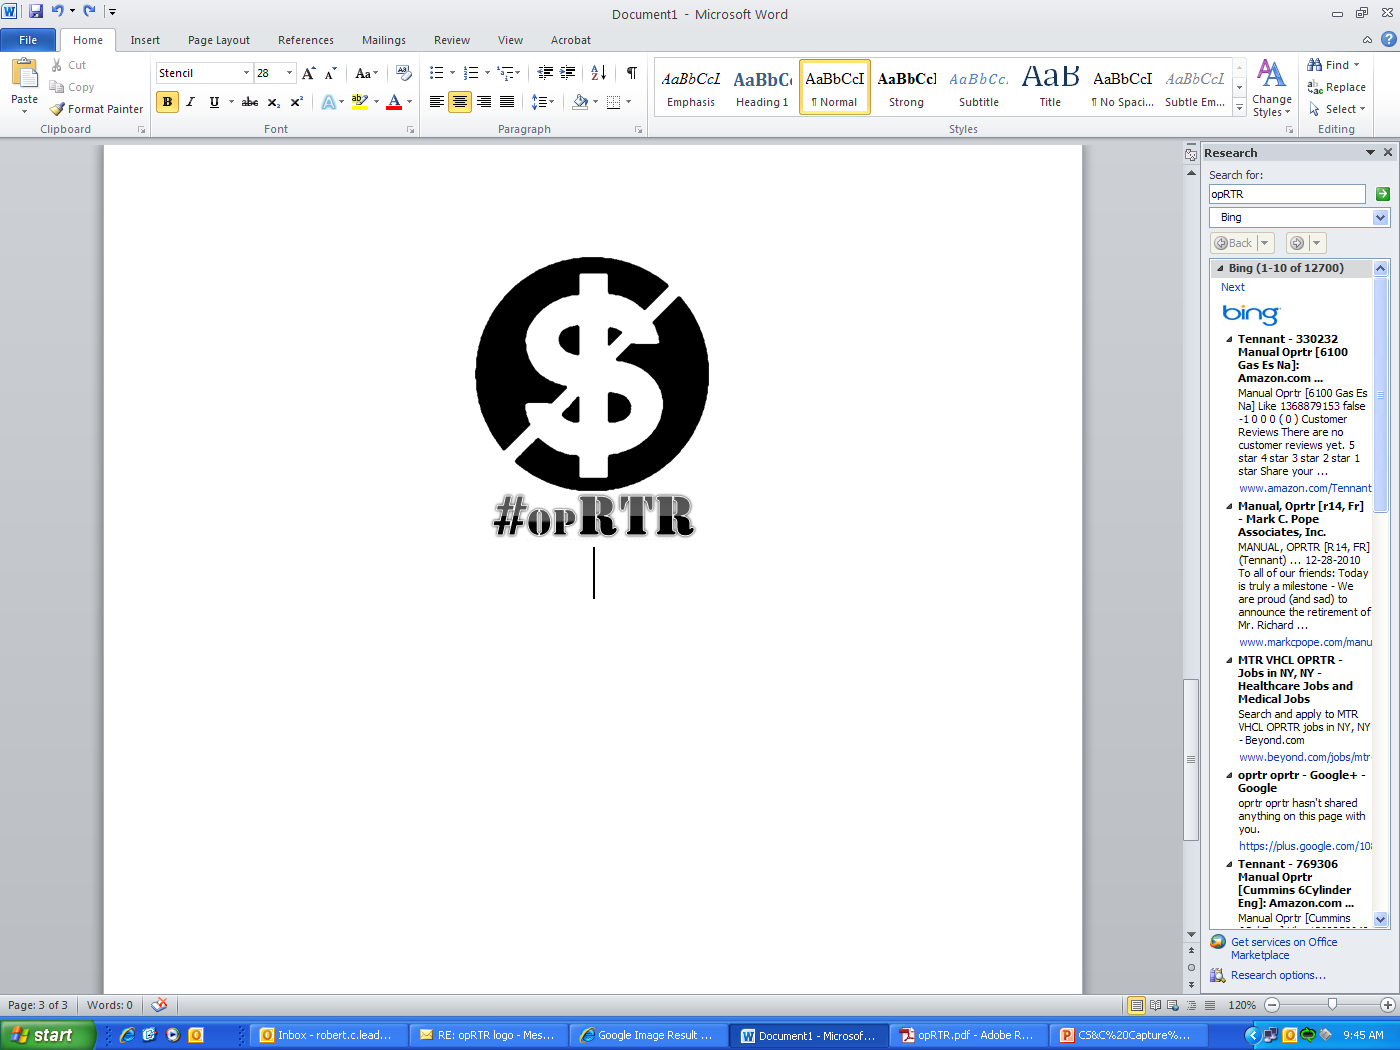 Document1 - Microsoft Word
File Home Insert Page Layout References Mailings Review View Acrobat
Paste
Cut
Copy
Format Painter
Clipboard
Stencil 28
Font
Paragraph
AaBbCcI AaBbC AaBbCcI AaBbCcI AaBbCc. AaB AaBbCcI AaBbCcI
Emphasis Heading 1 ¶ Normal Strong Subtitle Title ¶ No Spaci... Subtle Em...
Change
Styles
Styles
Find
Replace
Select
Editing
#opRTR
Research
Search for:
opRTR
Bing
Back
Bing (1-10 of 12700)
Next
bing
Tennant - 330232
Manual Oprtr [6100
Gas Es Na]:
Amazon.com ...
Manual Oprtr [6100 Gas Es
Na] Like 1368879153 false
-1 0 0 0 ( 0 ) Customer
Reviews There are no
customer reviews yet. 5
star 4 star 3 star 2 star 1
star Share your ...
www.amazon.com/Tennant
Manual, Oprtr [r14, Fr]
- Mark C. Pope
Associates, Inc.
MANUAL, OPRTR [R14, FR]
(Tennant) ... 12-28-2010
To all of our friends: Today
is truly a milestone - We
are proud (and sad) to
announce the retirement of
Mr. Richard ...
www.markcpope.com/manu
MTR VHCL OPRTR -
Jobs in NY, NY -
Healthcare Jobs and
Medical Jobs
Search and apply to MTR
VHCL OPRTR jobs in NY, NY
- Beyond.com
www.beyond.com/jobs/mtr
oprtr oprtr - Google+ -
Google
oprtr oprtr hasn't shared
anything on this page with
you.
https://plus.google.com/10
Tennant - 769306
Manual Oprtr
[Cummins 6Cylinder
Eng]: Amazon.com ...
Manual Oprtr [Cummins
Get services on Office
Marketplace
Research options...
Page: 3 of 3 Words: 0 120%
start Inbox - robert.c.lead... RE: opRTR logo - Mes... Google Image Result ... Document1 - Microsof... opRTR.pdf - Adobe R... CS&C%20Capture%... 9:45 AM